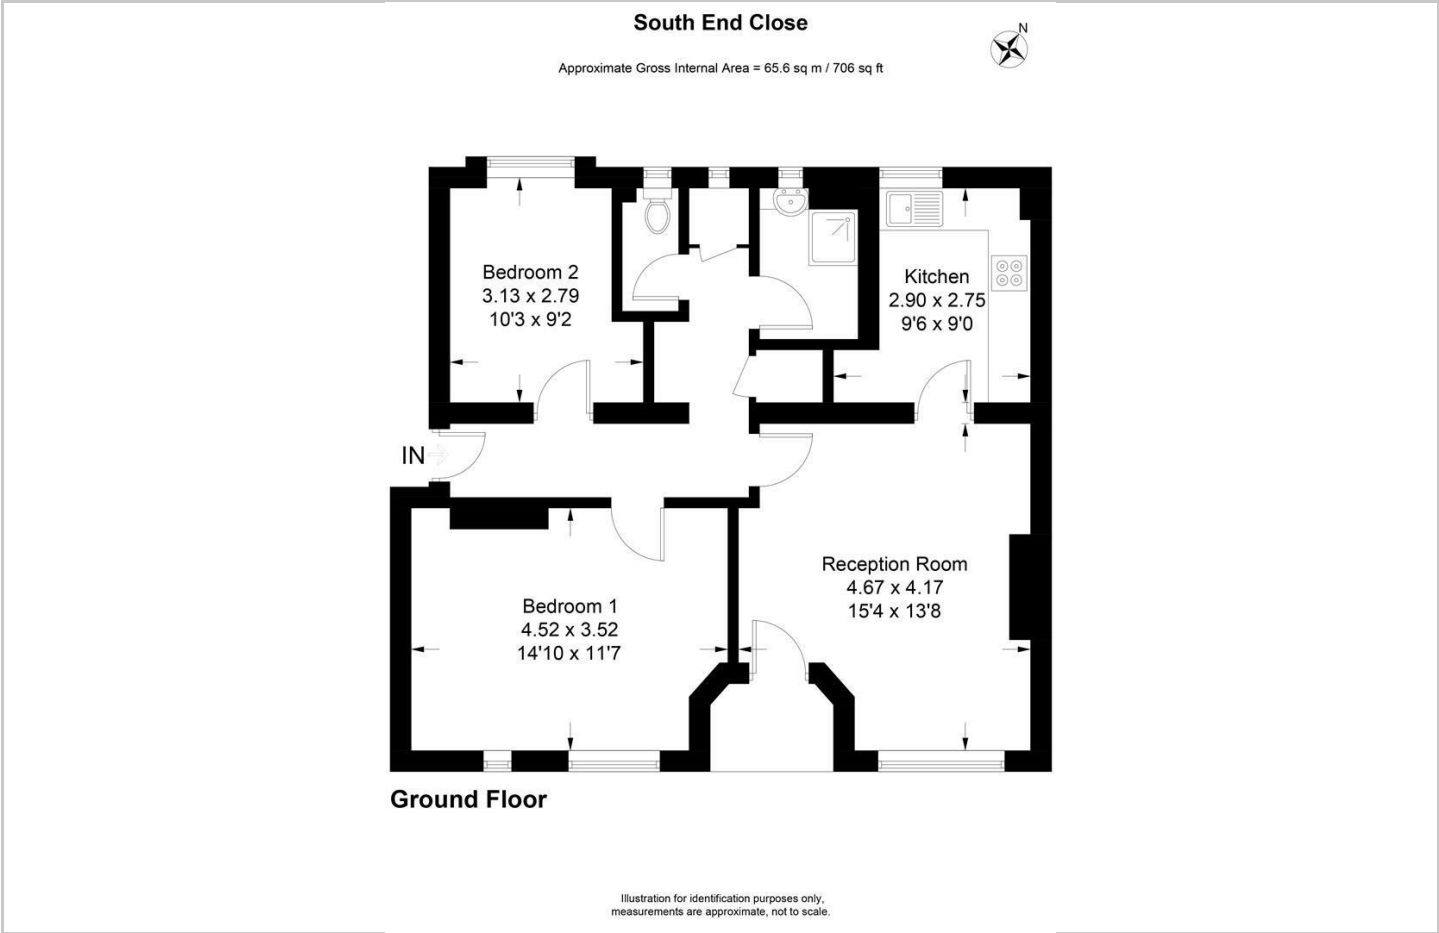 South End Close
N
Approximate Gross Internal Area = 65.6 sq m / 706 sq ft
Bedroom 2
3.13 x 2.79
10'3 x 9'2
Kitchen
2.90 x 2.75
9'6 x 9'0
IN
Reception Room
4.67 x 4.17
15'4 x 13'8
Bedroom 1
4.52 x 3.52
14'10 x 11'7
Ground Floor
Illustration for identification purposes only,
measurements are approximate, not to scale.